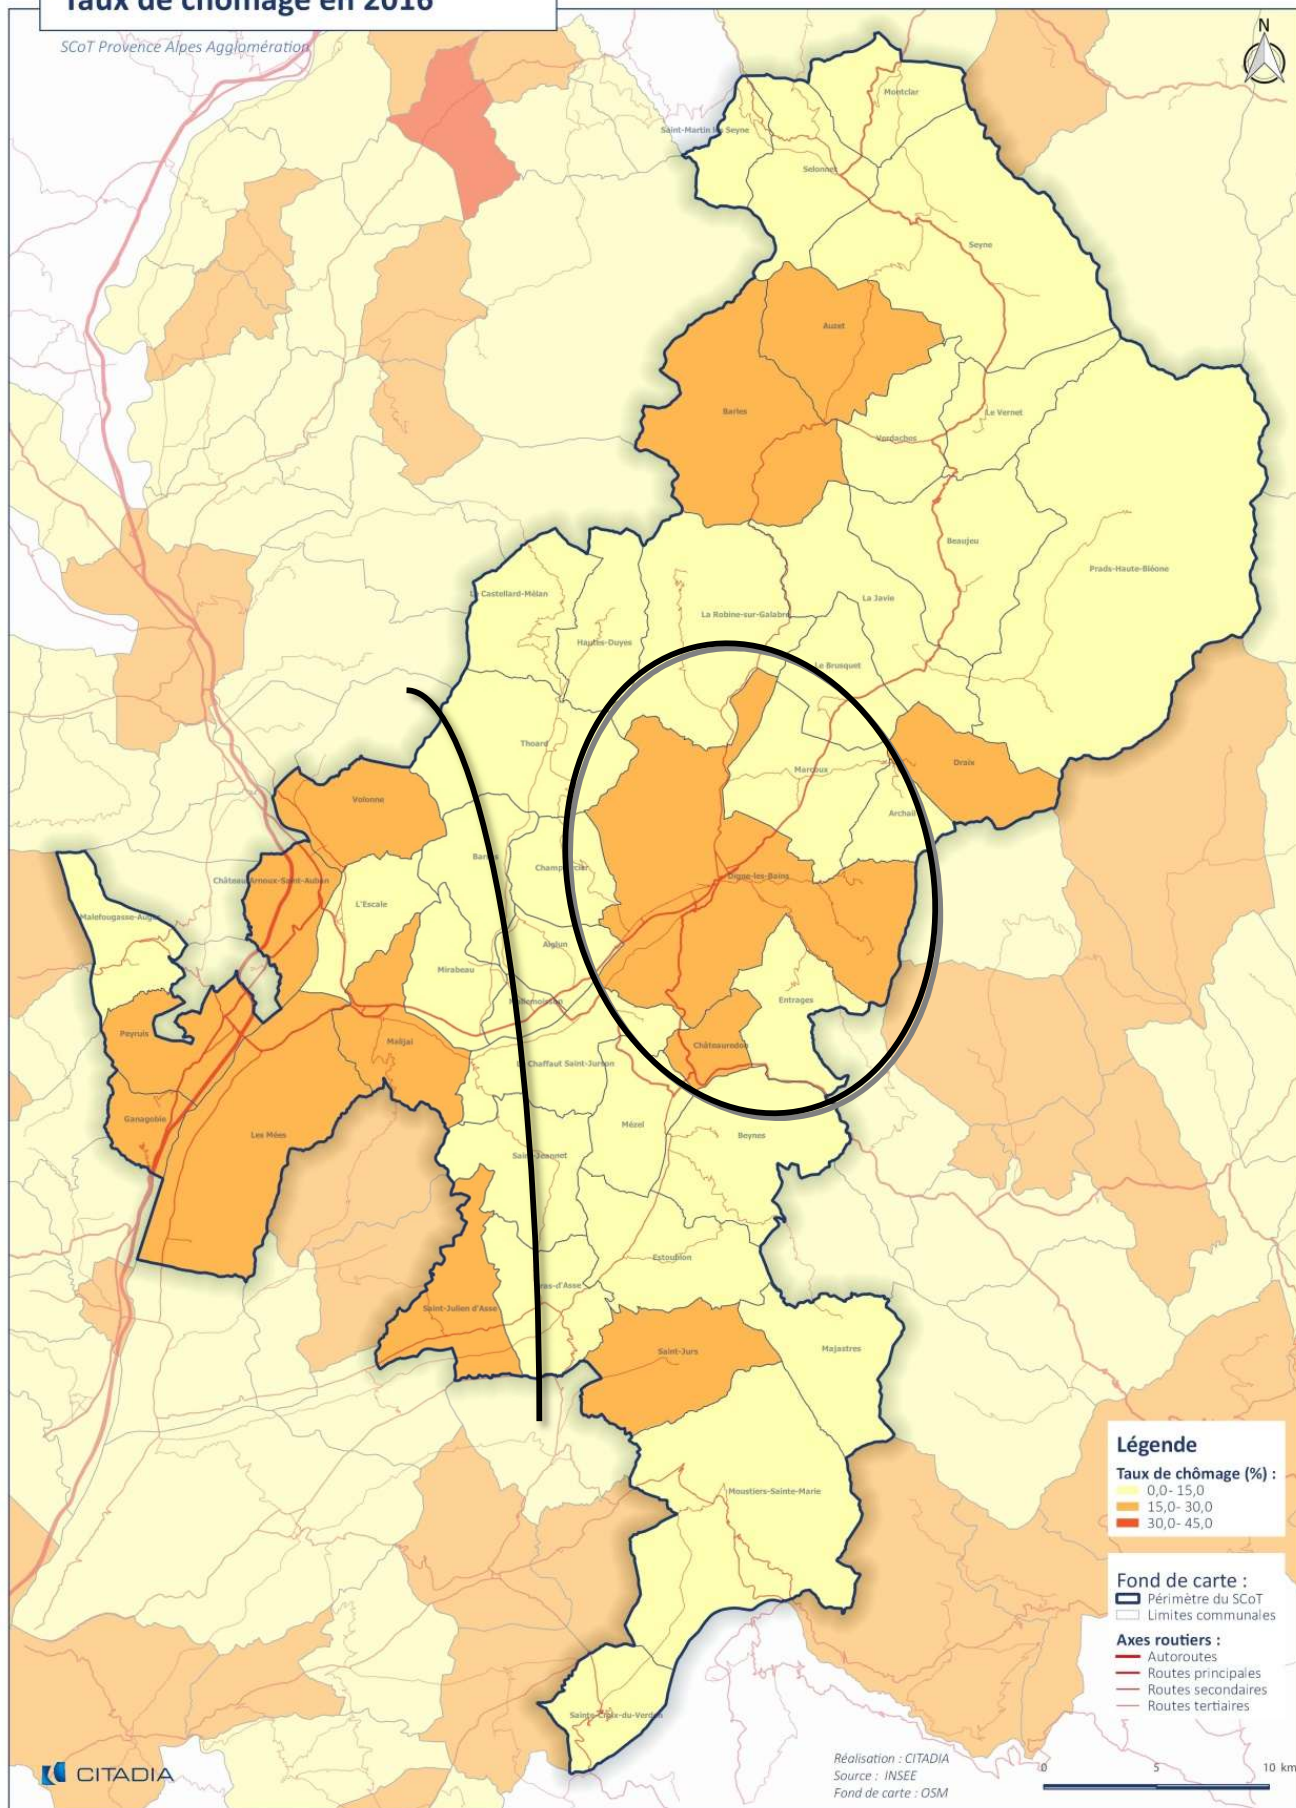 Taux de chômage en 2016
SCoT Provence Alpes Agglomération
N
Montclar
Saint-Martin les Seyne
Selonnet
Seyne
Auzet
Barles
Le Vernet
Verdaches
Beaujeu
Prads-Haute-Bléone
Le Castellard-Mélan
La Javie
La Robine-sur-Galabre
Hautes-Duyes
Le Brusquet
Thoard
Draix
Marcoux
Volonne
Archail
Barras
Champtercier
Digne-les-Bains
Château-Arnoux-Saint-Auban
L'Escale
Malefougasse-Auges
Aiglun
Mirabeau
Entrages
Mallemoisson
Peyruis
Malijai
Châteauredon
Le Chaffaut Saint-Jurson
Ganagobie
Mézel
Les Mées
Beynes
Saint-Jeannet
Estoublon
Bras-d'Asse
Saint-Julien d'Asse
Saint-Jurs
Majastres
Moustiers-Sainte-Marie
Sainte-Croix-du-Verdon
Légende
Taux de chômage (%) :
0,0- 15,0
15,0- 30,0
30,0- 45,0
Fond de carte :
Périmètre du SCoT
Limites communales
Axes routiers :
Autoroutes
Routes principales
Routes secondaires
Routes tertiaires
CITADIA
Réalisation : CITADIA
Source : INSEE
Fond de carte : OSM
0 5 10 km